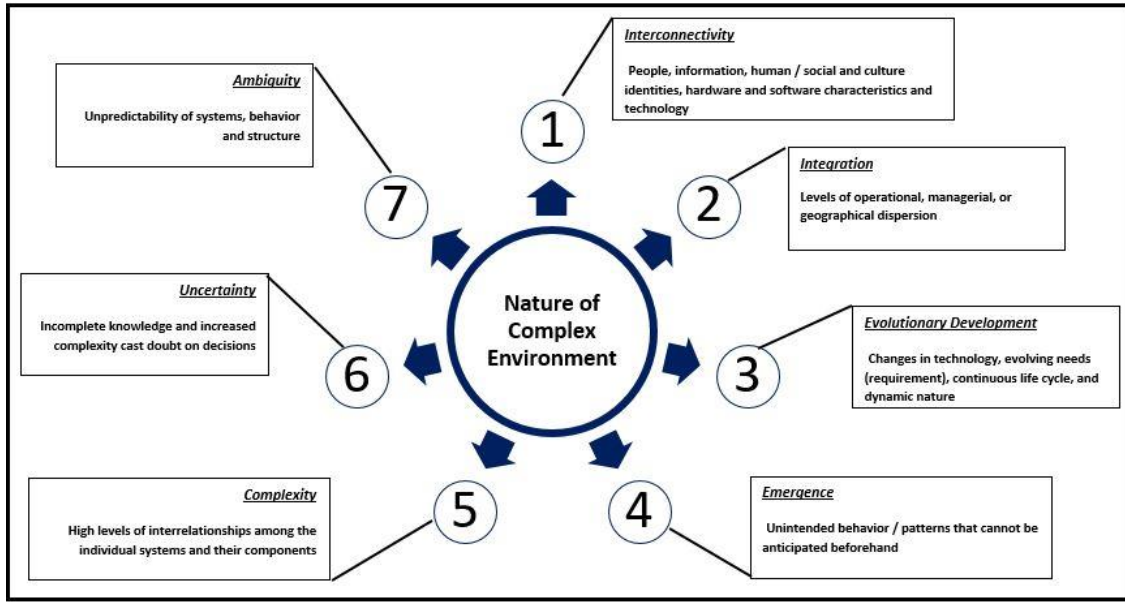 Nature of
Complex
Environment
1
Interconnectivity
People, information, human / social and culture
identities, hardware and software characteristics and
technology
2
Integration
Levels of operational, managerial, or
geographical dispersion
3
Evolutionary Development
Changes in technology, evolving needs
(requirement), continuous life cycle, and
dynamic nature
4
Emergence
Unintended behavior / patterns that cannot be
anticipated beforehand
5
Complexity
High levels of interrelationships among the
individual systems and their components
6
Uncertainty
Incomplete knowledge and increased
complexity cast doubt on decisions
7
Ambiguity
Unpredictability of systems, behavior
and structure